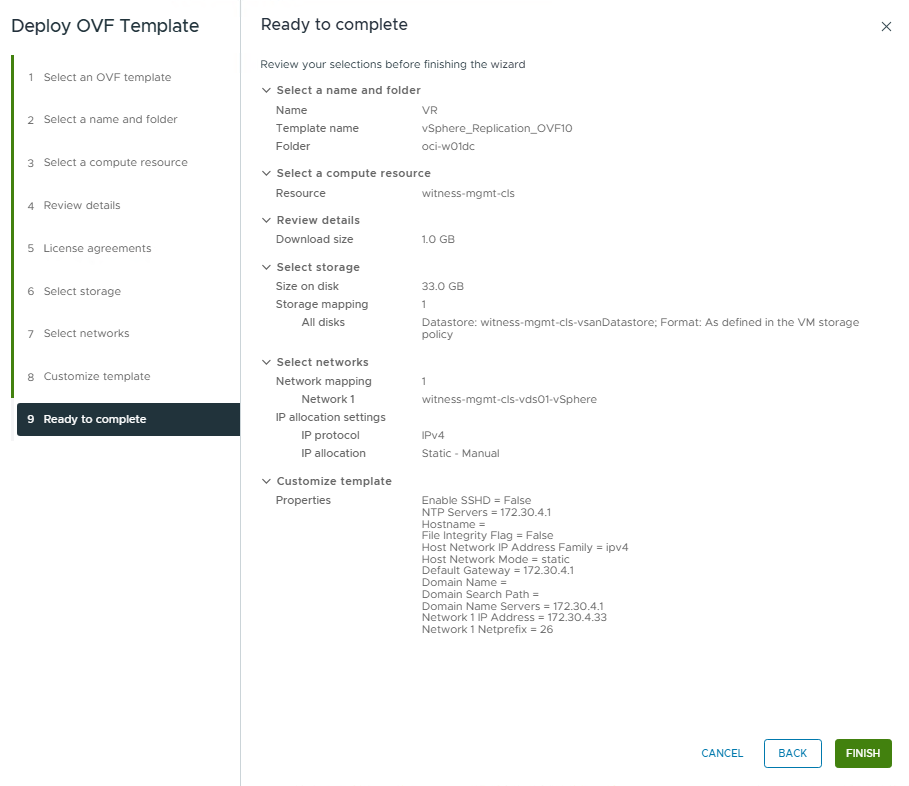 Deploy OVF Template
1 Select an OVF template
2 Select a name and folder
3 Select a compute resource
4 Review details
5 License agreements
6 Select storage
7 Select networks
8 Customize template
9 Ready to complete
Ready to complete
Review your selections before finishing the wizard
Select a name and folder
Name VR
Template name vSphere_Replication_OVF10
Folder oci-w01dc
Select a compute resource
Resource witness-mgmt-cls
Review details
Download size 1.0 GB
Select storage
Size on disk 33.0 GB
Storage mapping 1
All disks Datastore: witness-mgmt-cls-vsanDatastore; Format: As defined in the VM storage
policy
Select networks
Network mapping 1
Network 1 witness-mgmt-cls-vds01-vSphere
IP allocation settings
IP protocol IPv4
IP allocation Static - Manual
Customize template
Properties Enable SSHD = False
NTP Servers = 172.30.4.1
Hostname =
File Integrity Flag = False
Host Network IP Address Family = ipv4
Host Network Mode = static
Default Gateway = 172.30.4.1
Domain Name =
Domain Search Path =
Domain Name Servers = 172.30.4.1
Network 1 IP Address = 172.30.4.33
Network 1 Netprefix = 26
CANCEL BACK FINISH